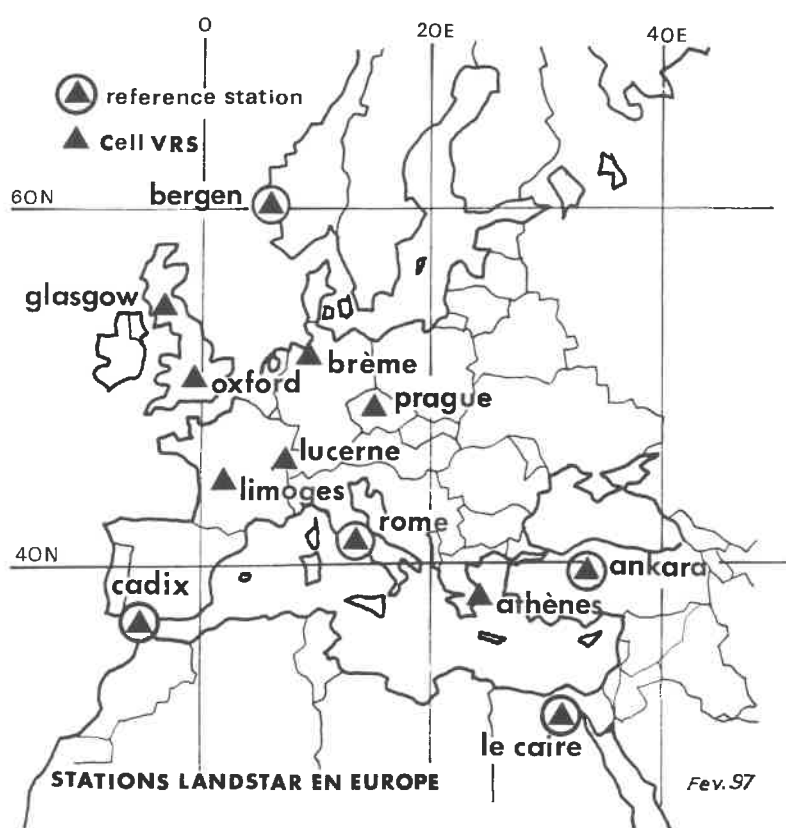 0
20E
40E
reference station
Cell VRS
bergen
60N
glasgow
brème
oxford
prague
lucerne
limoges
rome
40N
cadix
ankara
athènes
le caire
STATIONS LANDSTAR EN EUROPE
Fev.97